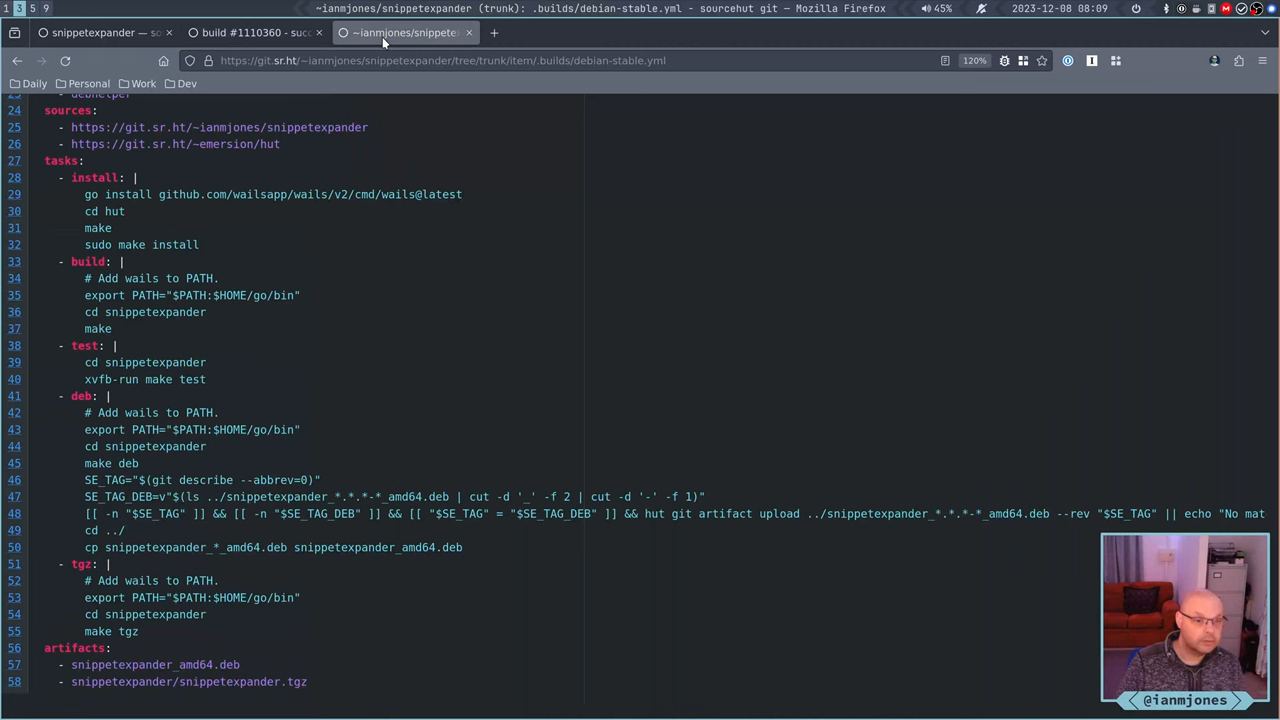 1 3 5 9
~ianmjones/snippetexpander (trunk): .builds/debian-stable.yml - sourcehut git — Mozilla Firefox
45%
2023-12-08 08:09
snippetexpander — so
build #1110360 - succ
~ianmjones/snippetex
https://git.sr.ht/~ianmjones/snippetexpander/tree/trunk/item/.builds/debian-stable.yml
120%
Daily
Personal
Work
Dev
23 - debhelper
24 sources:
25 - https://git.sr.ht/~ianmjones/snippetexpander
26 - https://git.sr.ht/~emersion/hut
27 tasks:
28 - install: |
29 go install github.com/wailsapp/wails/v2/cmd/wails@latest
30 cd hut
31 make
32 sudo make install
33 - build: |
34 # Add wails to PATH.
35 export PATH="$PATH:$HOME/go/bin"
36 cd snippetexpander
37 make
38 - test: |
39 cd snippetexpander
40 xvfb-run make test
41 - deb: |
42 # Add wails to PATH.
43 export PATH="$PATH:$HOME/go/bin"
44 cd snippetexpander
45 make deb
46 SE_TAG="$(git describe --abbrev=0)"
47 SE_TAG_DEB=v"$(ls ../snippetexpander_*.*.*-*_amd64.deb | cut -d '_' -f 2 | cut -d '-' -f 1)"
48 [[ -n "$SE_TAG" ]] && [[ -n "$SE_TAG_DEB" ]] && [[ "$SE_TAG" = "$SE_TAG_DEB" ]] && hut git artifact upload ../snippetexpander_*.*.*-*_amd64.deb --rev "$SE_TAG" || echo "No mat
49 cd ../
50 cp snippetexpander_*_amd64.deb snippetexpander_amd64.deb
51 - tgz: |
52 # Add wails to PATH.
53 export PATH="$PATH:$HOME/go/bin"
54 cd snippetexpander
55 make tgz
56 artifacts:
57 - snippetexpander_amd64.deb
58 - snippetexpander/snippetexpander.tgz
@ianmjones